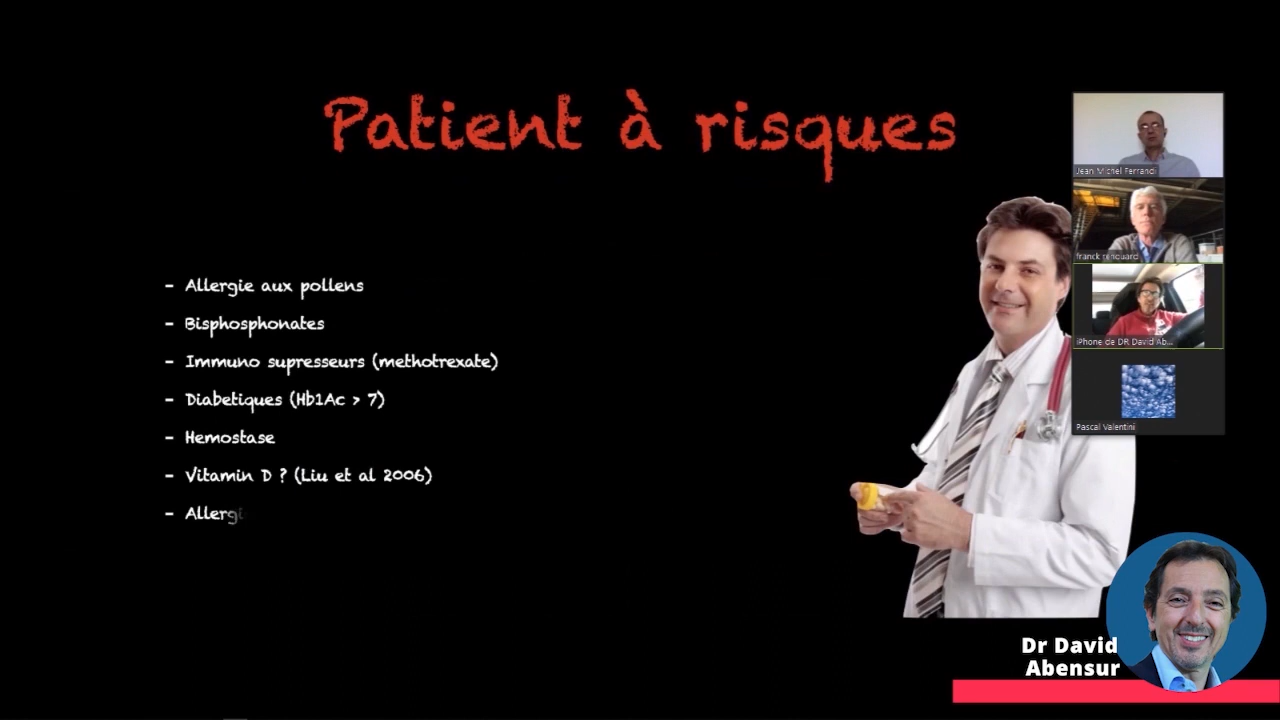 Patient à risques
- Allergie aux pollens
- Bisphosphonates
- Immuno supresseurs (methotrexate)
- Diabetiques (Hb1Ac > 7)
- Hemostase
- Vitamin D ? (Liu et al 2006)
- Allergi
Jean Michel Ferrandi
franck renouard
iPhone de DR David Ab...
Pascal Valentini
Dr David
Abensur